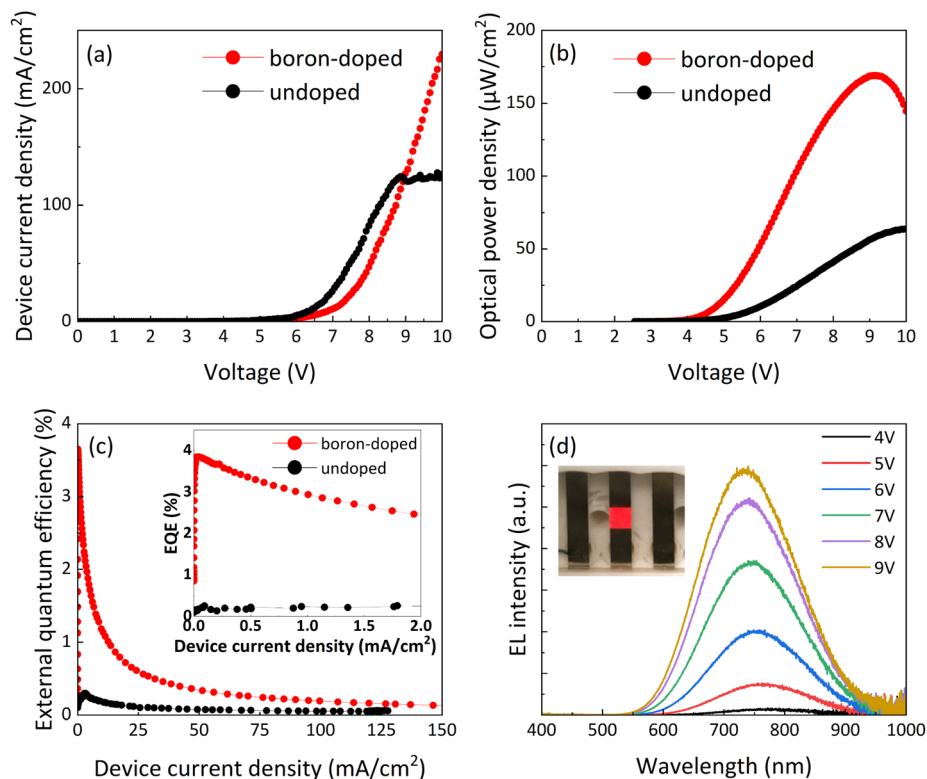 (a)
boron-doped
undoped
Device current density (mA/cm²)
200
100
0
0 1 2 3 4 5 6 7 8 9 10
Voltage (V)
(b)
boron-doped
undoped
Optical power density (µW/cm²)
200
150
100
50
0
0 1 2 3 4 5 6 7 8 9 10
Voltage (V)
(c)
External quantum efficiency (%)
4
3
2
1
0
0 25 50 75 100 125 150
Device current density (mA/cm²)
boron-doped
undoped
EQE (%)
4
3
2
1
0
0.0 0.5 1.0 1.5 2.0
Device current density (mA/cm²)
(d)
4V
5V
6V
7V
8V
9V
EL intensity (a.u.)
400 500 600 700 800 900 1000
Wavelength (nm)